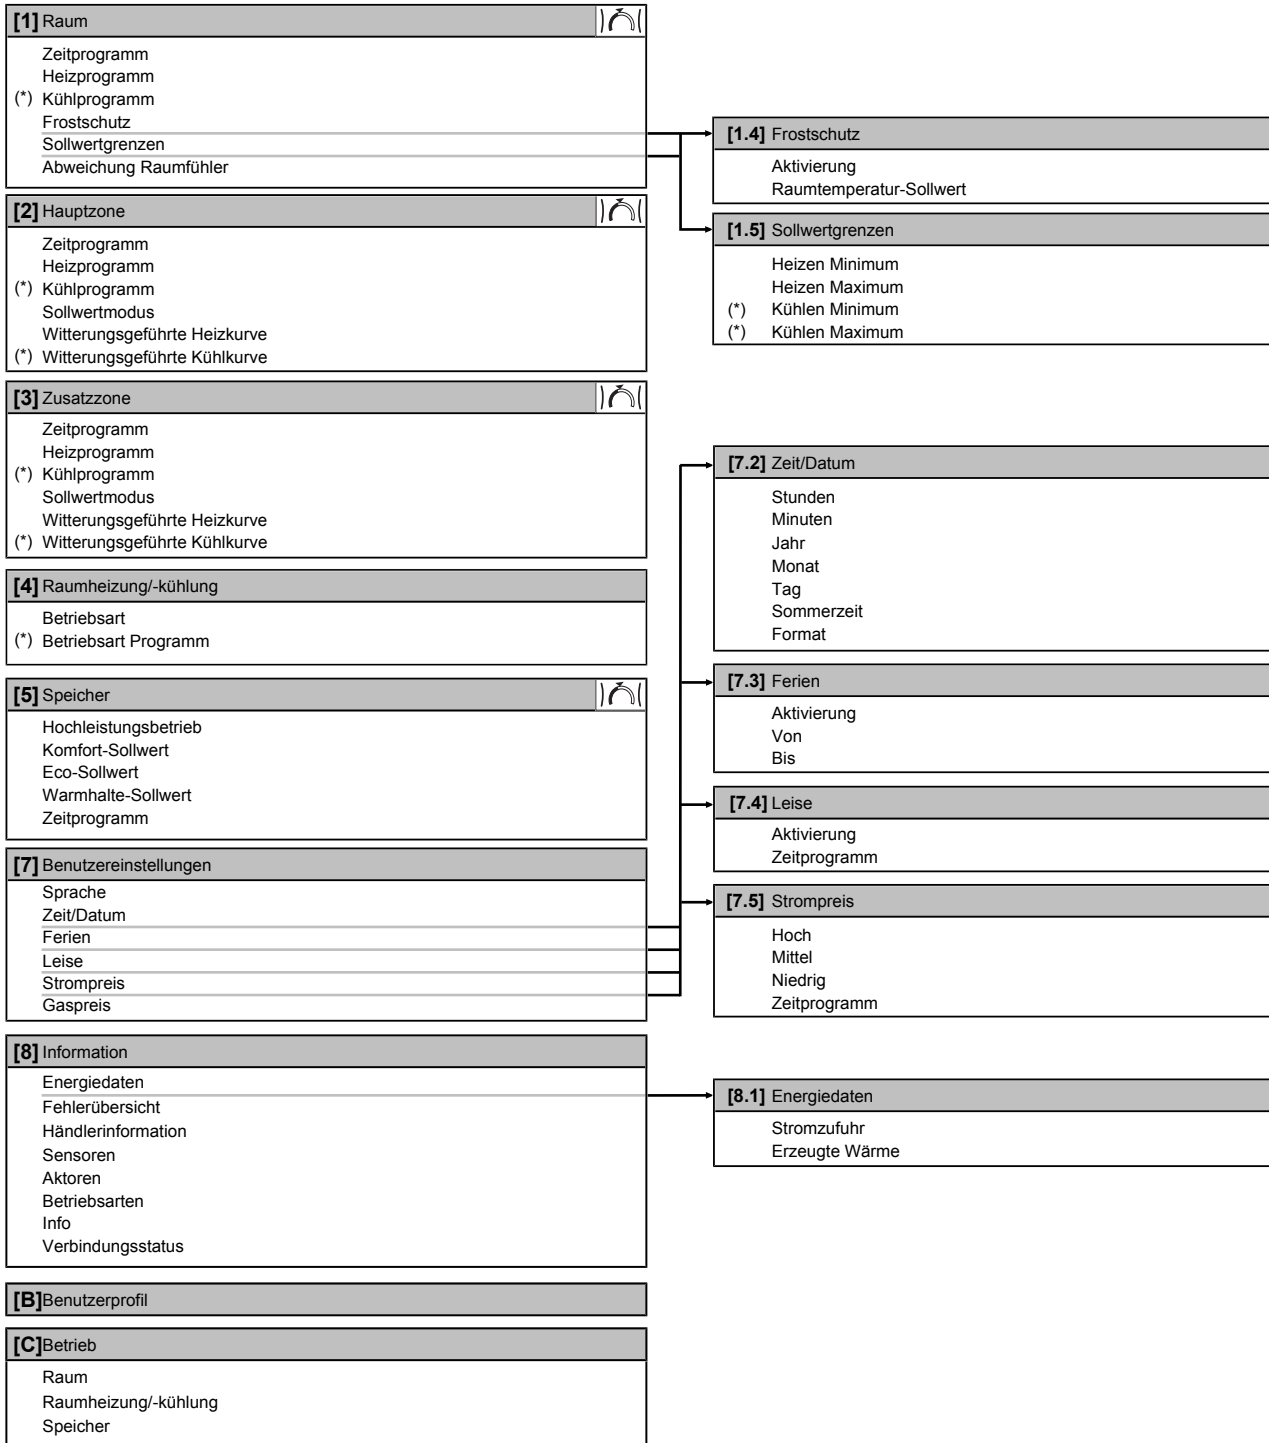 [1] Raum
Zeitprogramm
Heizprogramm
(*) Kühlprogramm
Frostschutz
Sollwertgrenzen
Abweichung Raumfühler
[2] Hauptzone
Zeitprogramm
Heizprogramm
(*) Kühlprogramm
Sollwertmodus
Witterungsgeführte Heizkurve
(*) Witterungsgeführte Kühlkurve
[3] Zusatzzone
Zeitprogramm
Heizprogramm
(*) Kühlprogramm
Sollwertmodus
Witterungsgeführte Heizkurve
(*) Witterungsgeführte Kühlkurve
[4] Raumheizung/-kühlung
Betriebsart
(*) Betriebsart Programm
[5] Speicher
Hochleistungsbetrieb
Komfort-Sollwert
Eco-Sollwert
Warmhalte-Sollwert
Zeitprogramm
[7] Benutzereinstellungen
Sprache
Zeit/Datum
Ferien
Leise
Strompreis
Gaspreis
[8] Information
Energiedaten
Fehlerübersicht
Händlerinformation
Sensoren
Aktoren
Betriebsarten
Info
Verbindungsstatus
[B] Benutzerprofil
[C] Betrieb
Raum
Raumheizung/-kühlung
Speicher
[1.4] Frostschutz
Aktivierung
Raumtemperatur-Sollwert
[1.5] Sollwertgrenzen
Heizen Minimum
Heizen Maximum
(*) Kühlen Minimum
(*) Kühlen Maximum
[7.2] Zeit/Datum
Stunden
Minuten
Jahr
Monat
Tag
Sommerzeit
Format
[7.3] Ferien
Aktivierung
Von
Bis
[7.4] Leise
Aktivierung
Zeitprogramm
[7.5] Strompreis
Hoch
Mittel
Niedrig
Zeitprogramm
[8.1] Energiedaten
Stromzufuhr
Erzeugte Wärme